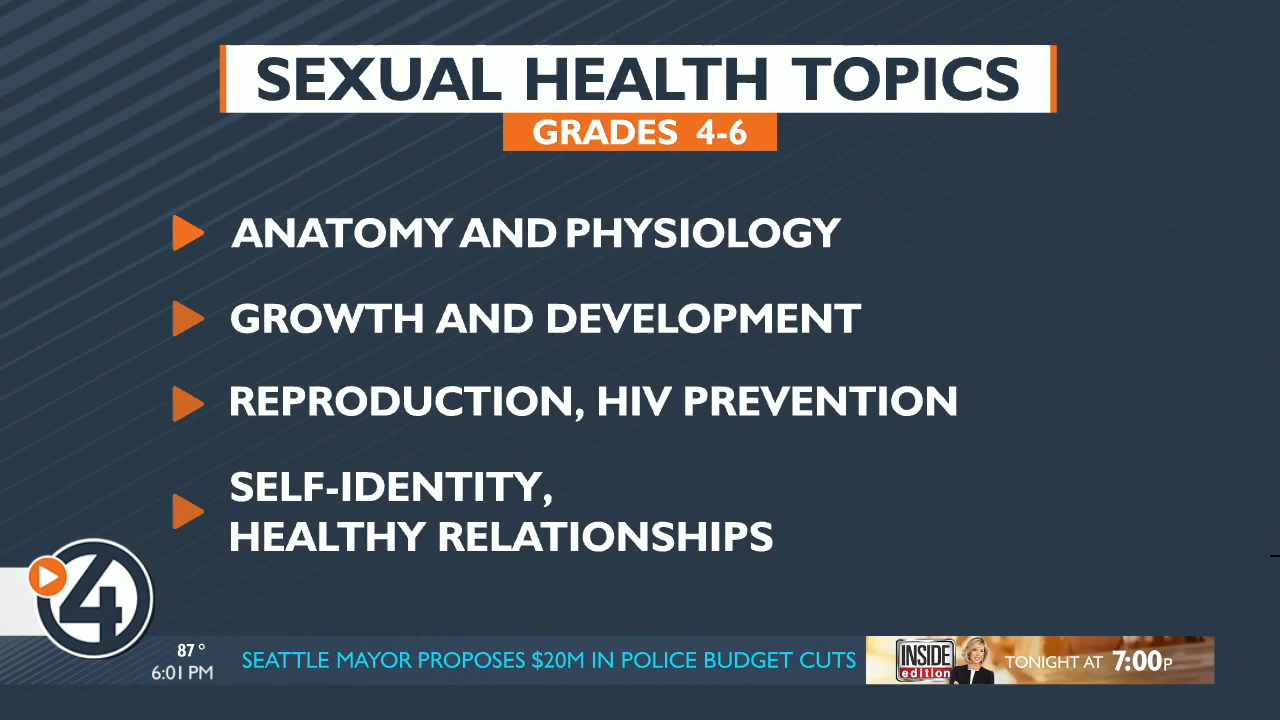 SEXUAL HEALTH TOPICS
GRADES 4-6
ANATOMY AND PHYSIOLOGY
GROWTH AND DEVELOPMENT
REPRODUCTION, HIV PREVENTION
SELF-IDENTITY,
HEALTHY RELATIONSHIPS
4
87°
6:01 PM
SEATTLE MAYOR PROPOSES $20M IN POLICE BUDGET CUTS
INSIDE
edition
TONIGHT AT 7:00P